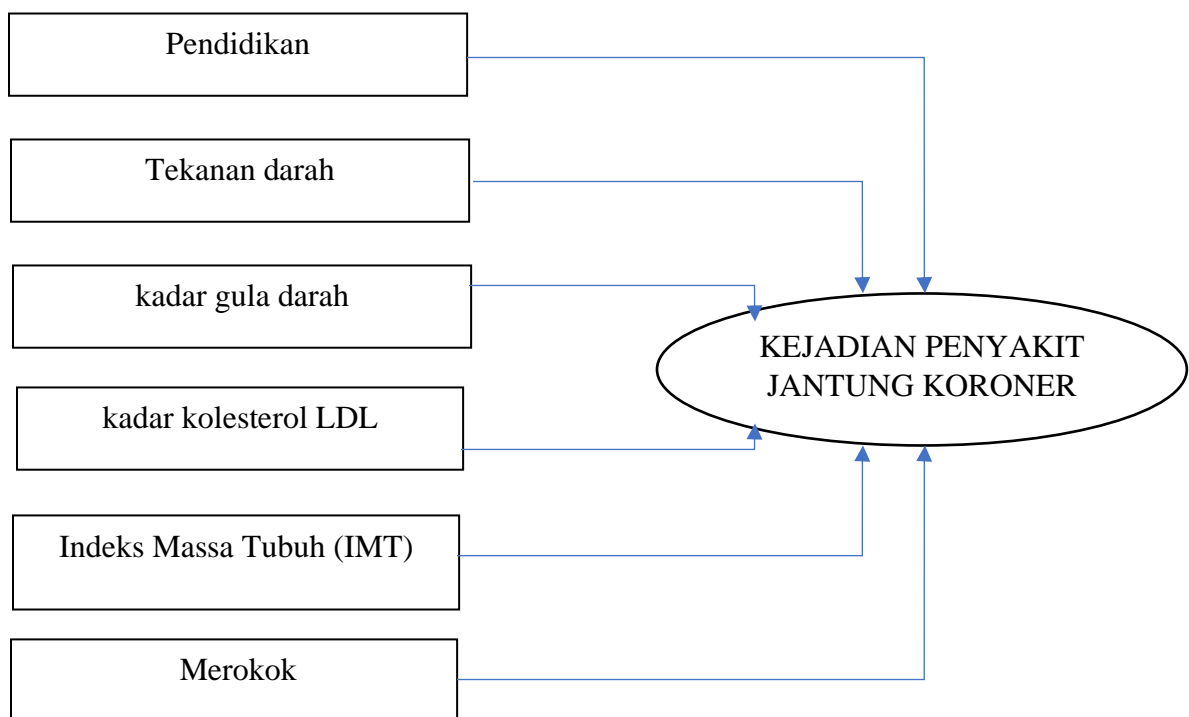 Pendidikan
Tekanan darah
kadar gula darah
KEJADIAN PENYAKIT
JANTUNG KORONER
kadar kolesterol LDL
Indeks Massa Tubuh (IMT)
Merokok